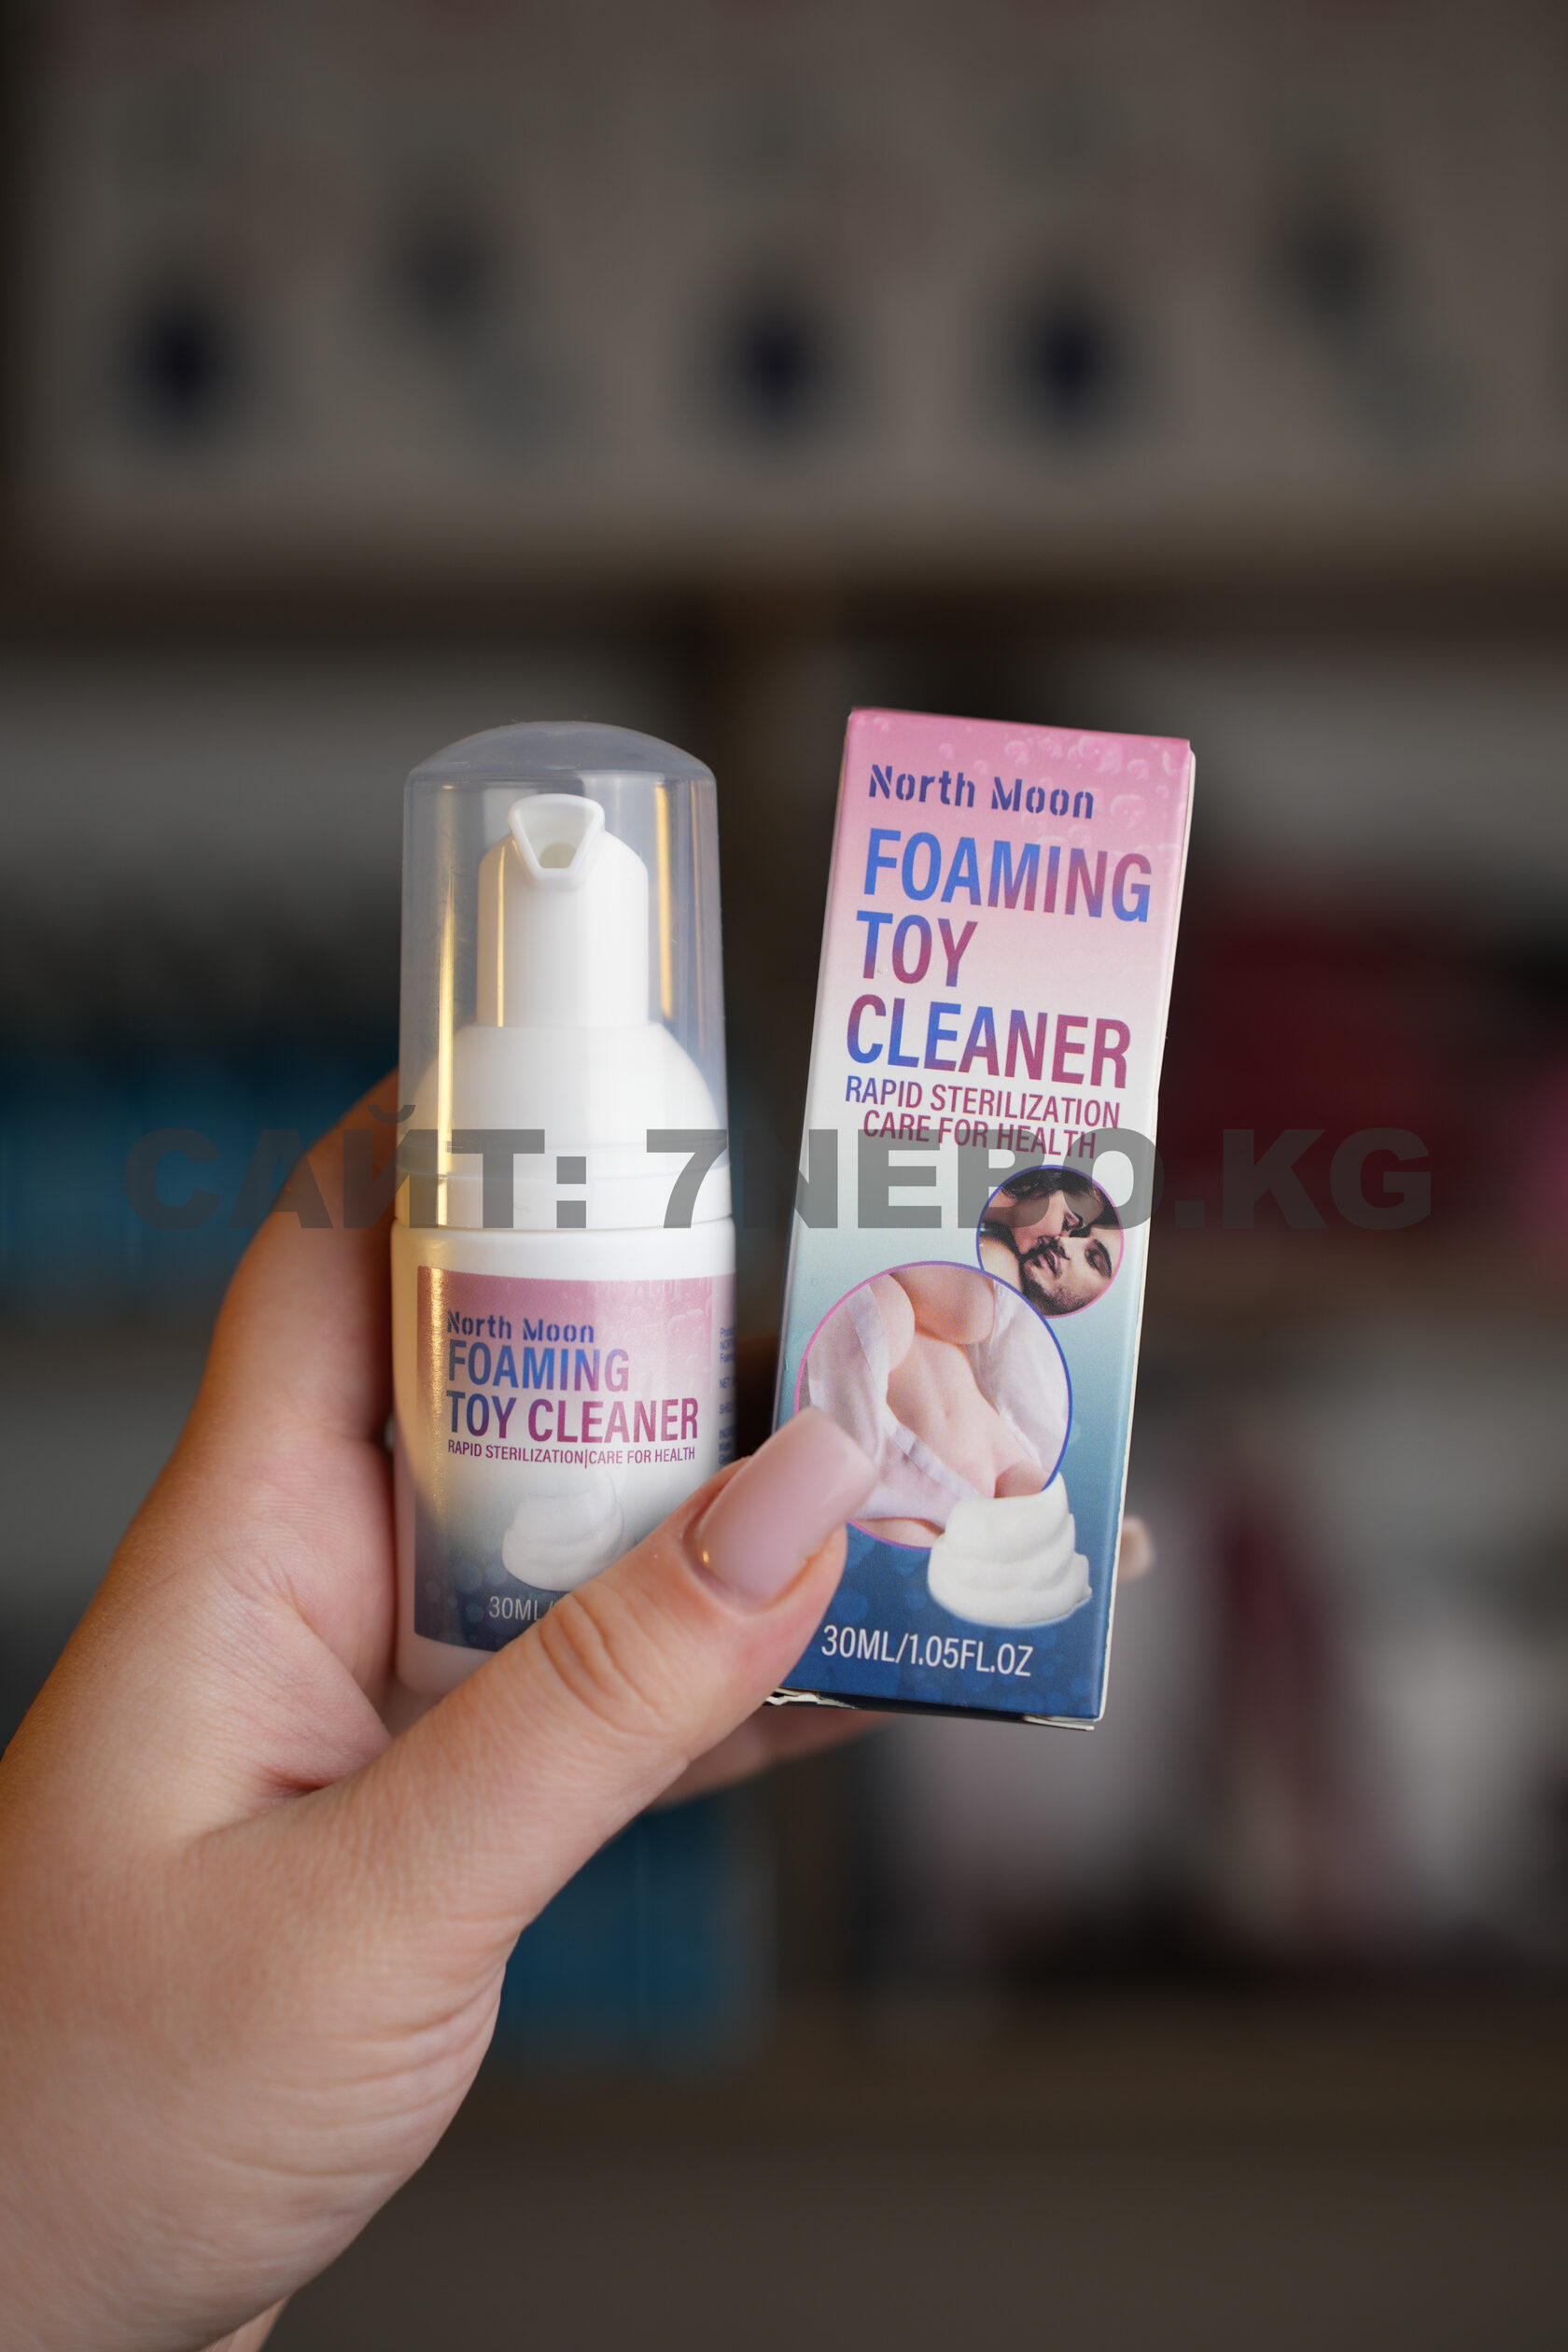 North Moon
FOAMING
TOY
CLEANER
RAPID STERILIZATION
CARE FOR HEALTH
30ML/1.05FL.OZ
САЙТ: 7NEBO.KG
North Moon
FOAMING
TOY CLEANER
RAPID STERILIZATION|CARE FOR HEALTH
30ML/